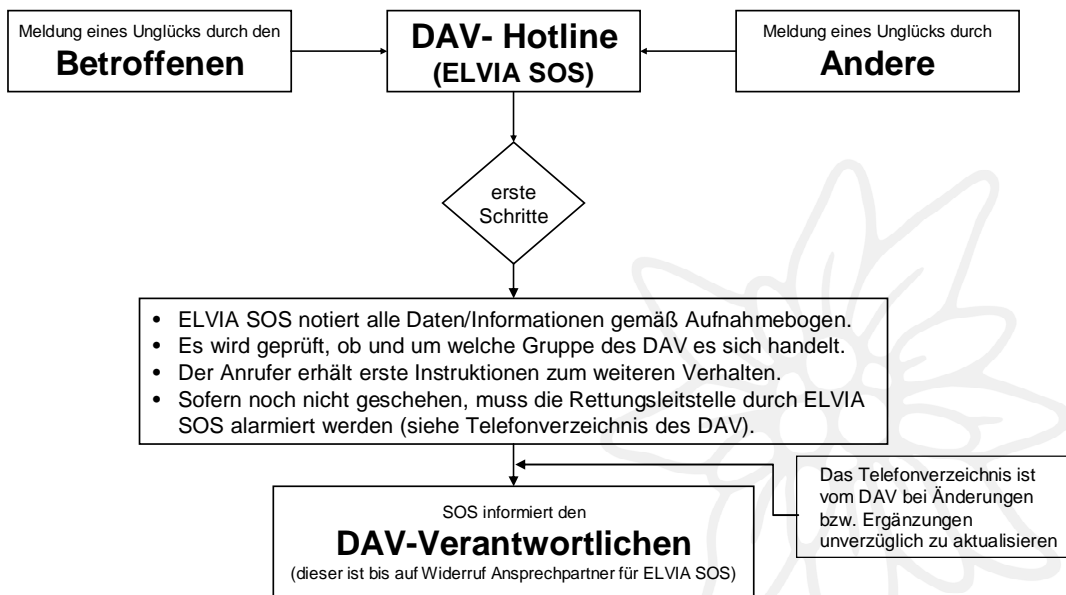 Meldung eines Unglücks durch den
Betroffenen
DAV- Hotline
(ELVIA SOS)
Meldung eines Unglücks durch
Andere
erste
Schritte
• ELVIA SOS notiert alle Daten/Informationen gemäß Aufnahmebogen.
• Es wird geprüft, ob und um welche Gruppe des DAV es sich handelt.
• Der Anrufer erhält erste Instruktionen zum weiteren Verhalten.
• Sofern noch nicht geschehen, muss die Rettungsleitstelle durch ELVIA
SOS alarmiert werden (siehe Telefonverzeichnis des DAV).
Das Telefonverzeichnis ist
vom DAV bei Änderungen
bzw. Ergänzungen
unverzüglich zu aktualisieren
SOS informiert den
DAV-Verantwortlichen
(dieser ist bis auf Widerruf Ansprechpartner für ELVIA SOS)